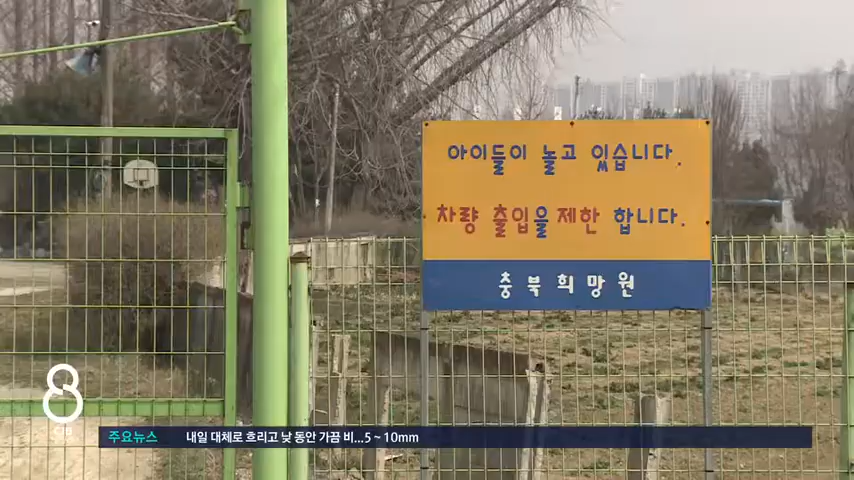 아이들이 놀고 있습니다.
차량 출입을 제한 합니다.
충북희망원
8
SBS
주요뉴스 내일 대체로 흐리고 낮 동안 가끔 비...5~10mm